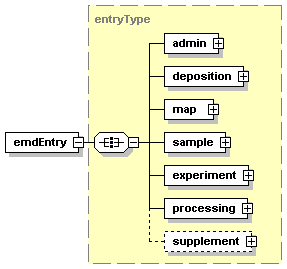 entryType
admin
deposition
map
emdEntry
sample
experiment
processing
supplement